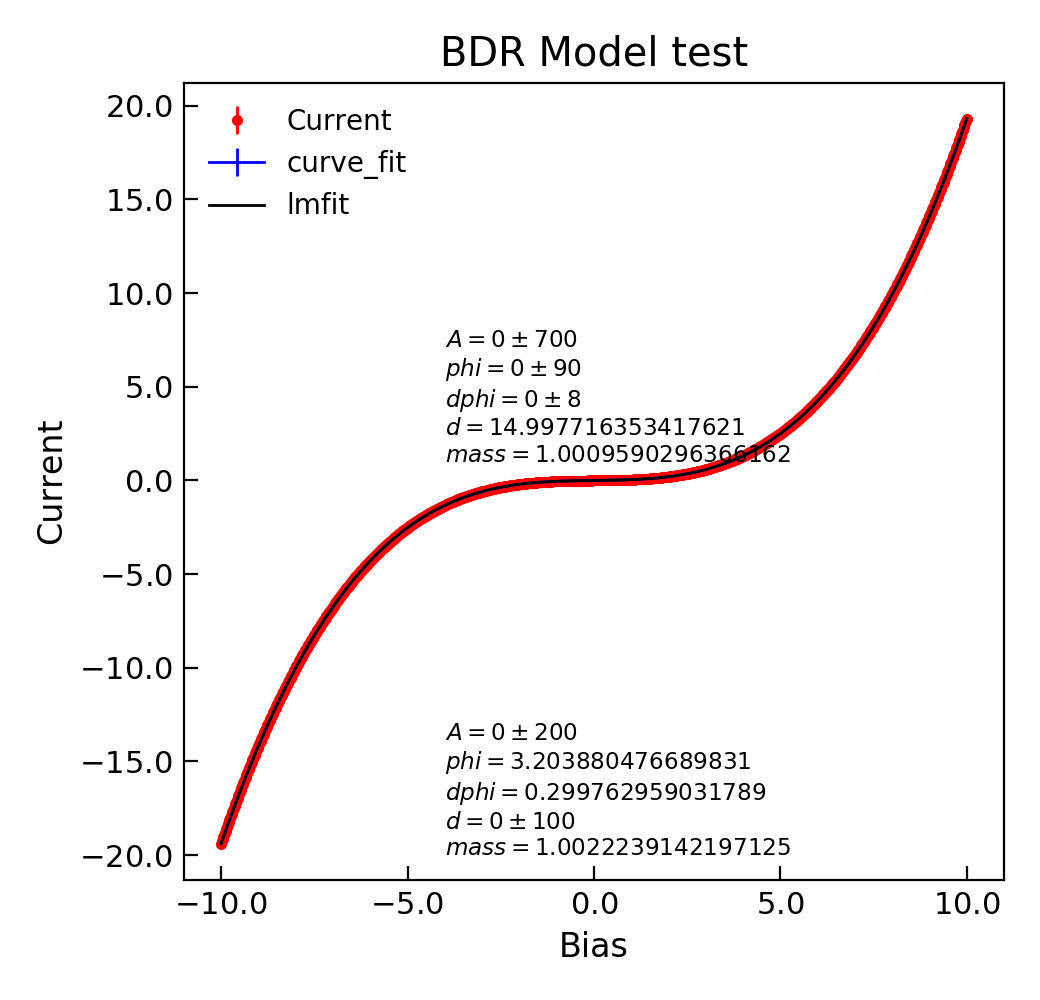 BDR Model test
20.0
15.0
10.0
5.0
0.0
−5.0
−10.0
−15.0
−20.0
Current
Current
curve_fit
lmfit
A = 0 ± 700
phi = 0 ± 90
dphi = 0 ± 8
d = 14.997716353417621
mass = 1.0009590296366162
A = 0 ± 200
phi = 3.203880476689831
dphi = 0.299762959031789
d = 0 ± 100
mass = 1.0022239142197125
−10.0 −5.0 0.0 5.0 10.0
Bias